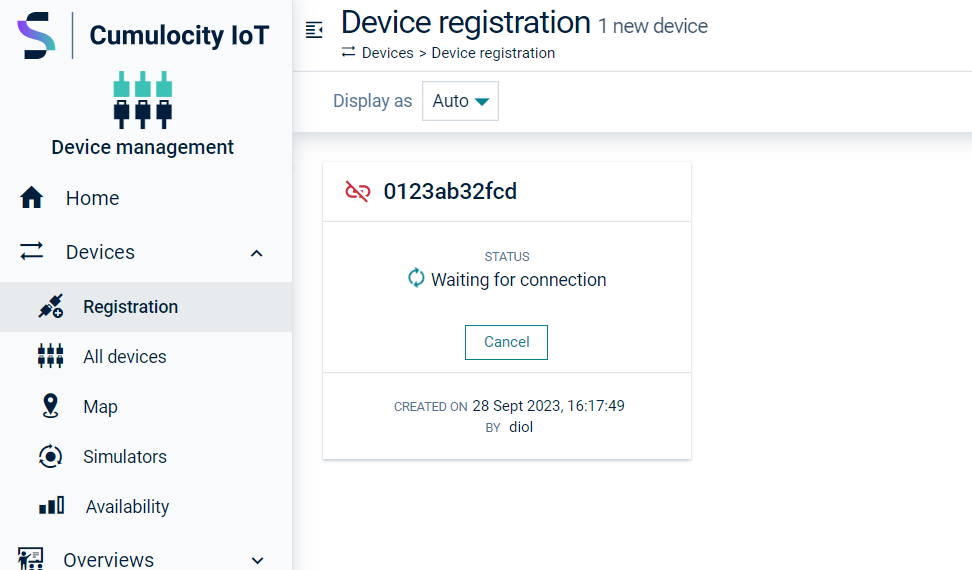 Cumulocity IoT
Device management
Home
Devices
Registration
All devices
Map
Simulators
Availability
Overviews
Device registration 1 new device
Devices > Device registration
Display as Auto
0123ab32fcd
STATUS
Waiting for connection
Cancel
CREATED ON 28 Sept 2023, 16:17:49
BY diol